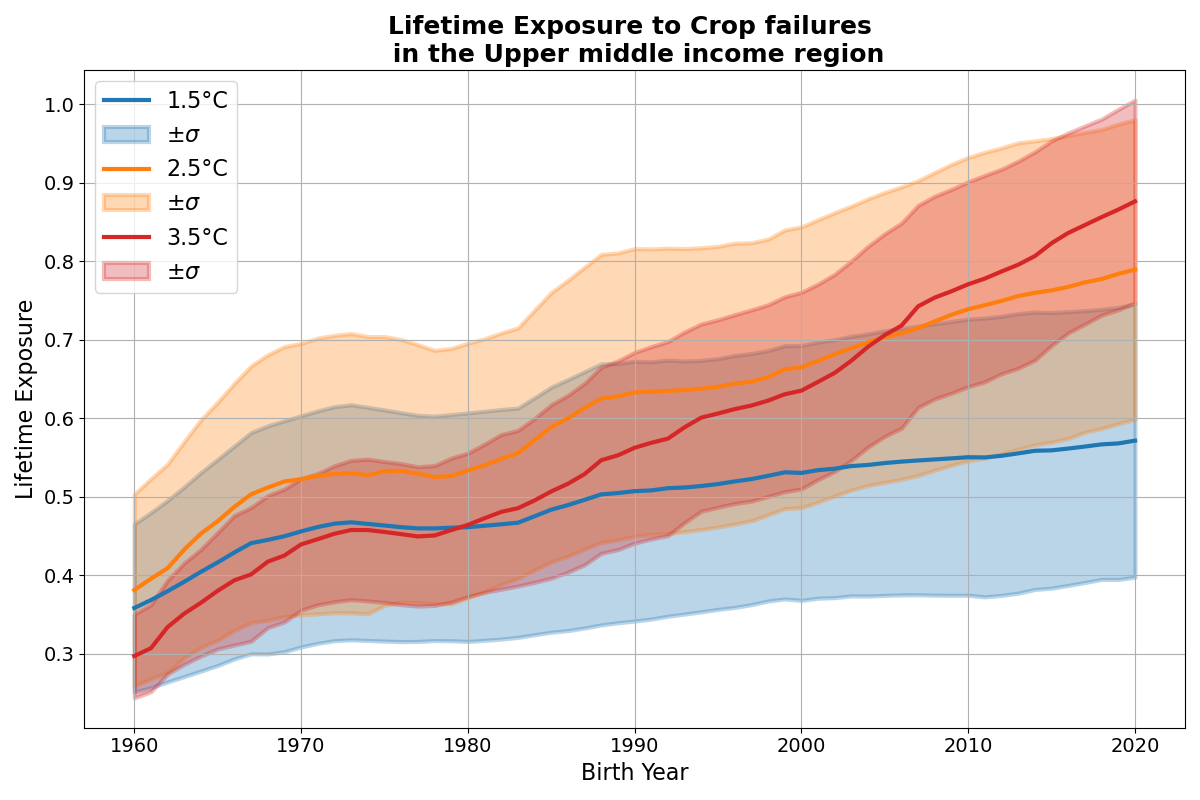 Lifetime Exposure to Crop failures
in the Upper middle income region
1.5°C
±σ
2.5°C
±σ
3.5°C
±σ
Lifetime Exposure
1.0
0.9
0.8
0.7
0.6
0.5
0.4
0.3
1960 1970 1980 1990 2000 2010 2020
Birth Year